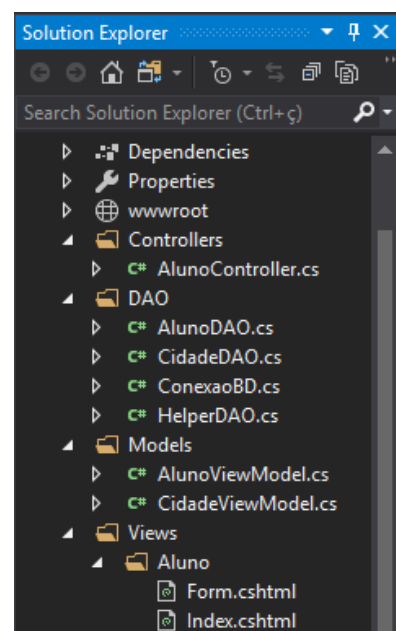 Solution Explorer
Search Solution Explorer (Ctrl+ç)
Dependencies
Properties
wwwroot
Controllers
C# AlunoController.cs
DAO
C# AlunoDAO.cs
C# CidadeDAO.cs
C# ConexaoBD.cs
C# HelperDAO.cs
Models
C# AlunoViewModel.cs
C# CidadeViewModel.cs
Views
Aluno
Form.cshtml
Index.cshtml